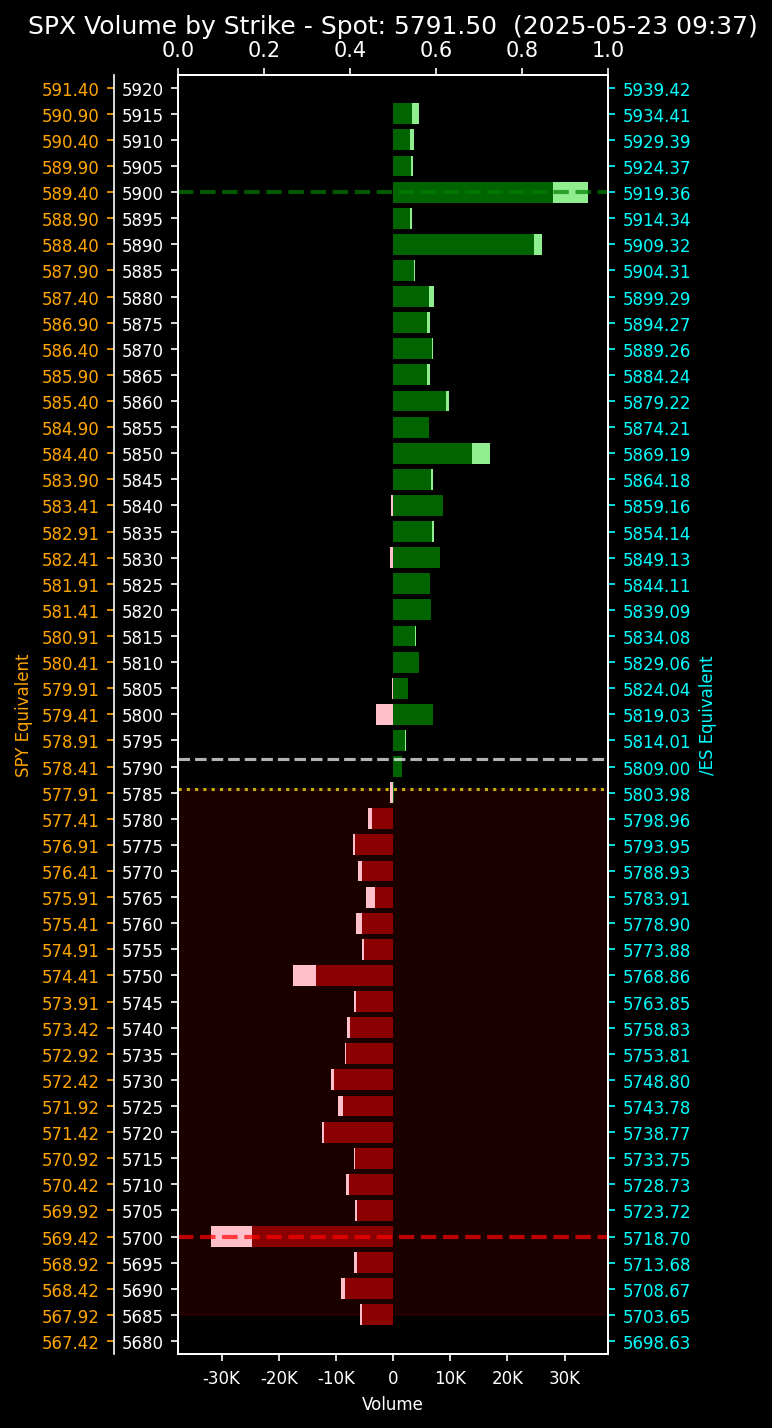 SPX Volume by Strike - Spot: 5791.50 (2025-05-23 09:37)
0.0 0.2 0.4 0.6 0.8 1.0
591.40 5920 5939.42
590.90 5915 5934.41
590.40 5910 5929.39
589.90 5905 5924.37
589.40 5900 5919.36
588.90 5895 5914.34
588.40 5890 5909.32
587.90 5885 5904.31
587.40 5880 5899.29
586.90 5875 5894.27
586.40 5870 5889.26
585.90 5865 5884.24
585.40 5860 5879.22
584.90 5855 5874.21
584.40 5850 5869.19
583.90 5845 5864.18
583.41 5840 5859.16
582.91 5835 5854.14
582.41 5830 5849.13
581.91 5825 5844.11
581.41 5820 5839.09
580.91 5815 5834.08
580.41 5810 5829.06
579.91 5805 5824.04
579.41 5800 5819.03
SPY Equivalent /ES Equivalent
578.91 5795 5814.01
578.41 5790 5809.00
577.91 5785 5803.98
577.41 5780 5798.96
576.91 5775 5793.95
576.41 5770 5788.93
575.91 5765 5783.91
575.41 5760 5778.90
574.91 5755 5773.88
574.41 5750 5768.86
573.91 5745 5763.85
573.42 5740 5758.83
572.92 5735 5753.81
572.42 5730 5748.80
571.92 5725 5743.78
571.42 5720 5738.77
570.92 5715 5733.75
570.42 5710 5728.73
569.92 5705 5723.72
569.42 5700 5718.70
568.92 5695 5713.68
568.42 5690 5708.67
567.92 5685 5703.65
567.42 5680 5698.63
-30K -20K -10K 0 10K 20K 30K
Volume